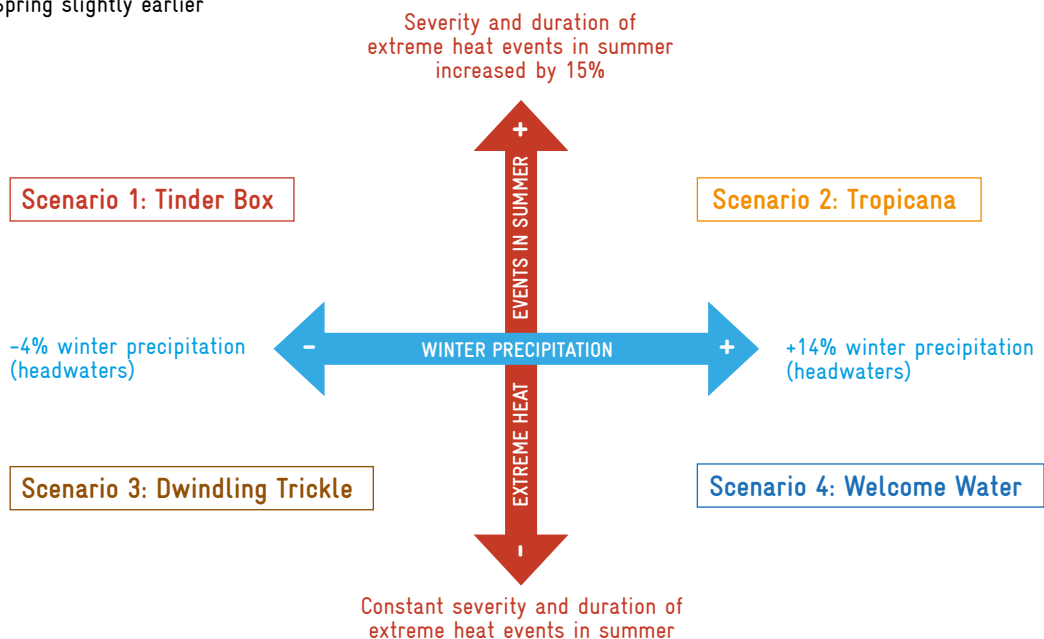 Spring slightly earlier
Severity and duration of
extreme heat events in summer
increased by 15%
+
EVENTS IN SUMMER
Scenario 1: Tinder Box
Scenario 2: Tropicana
-4% winter precipitation
(headwaters)
-
WINTER PRECIPITATION
+
+14% winter precipitation
(headwaters)
EXTREME HEAT
Scenario 3: Dwindling Trickle
Scenario 4: Welcome Water
-
Constant severity and duration of
extreme heat events in summer